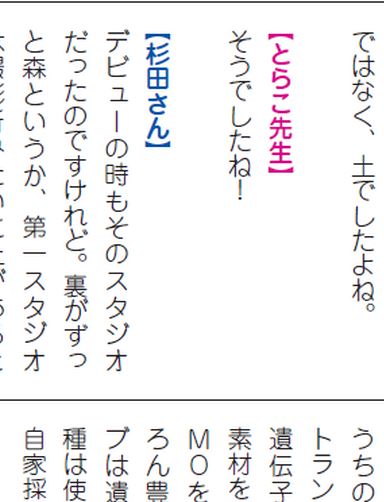 ではなく、土でしたよね。
【とらこ先生】
そうでしたね！
【杉田さん】
デビューの時もそのスタジオ
だったのですけれど。裏がずっ
と森というか、第一スタジオ
うちの
トラン
遺伝子
素材を
ＭＯを
ろん豊
ブは遺
種は使
自家採